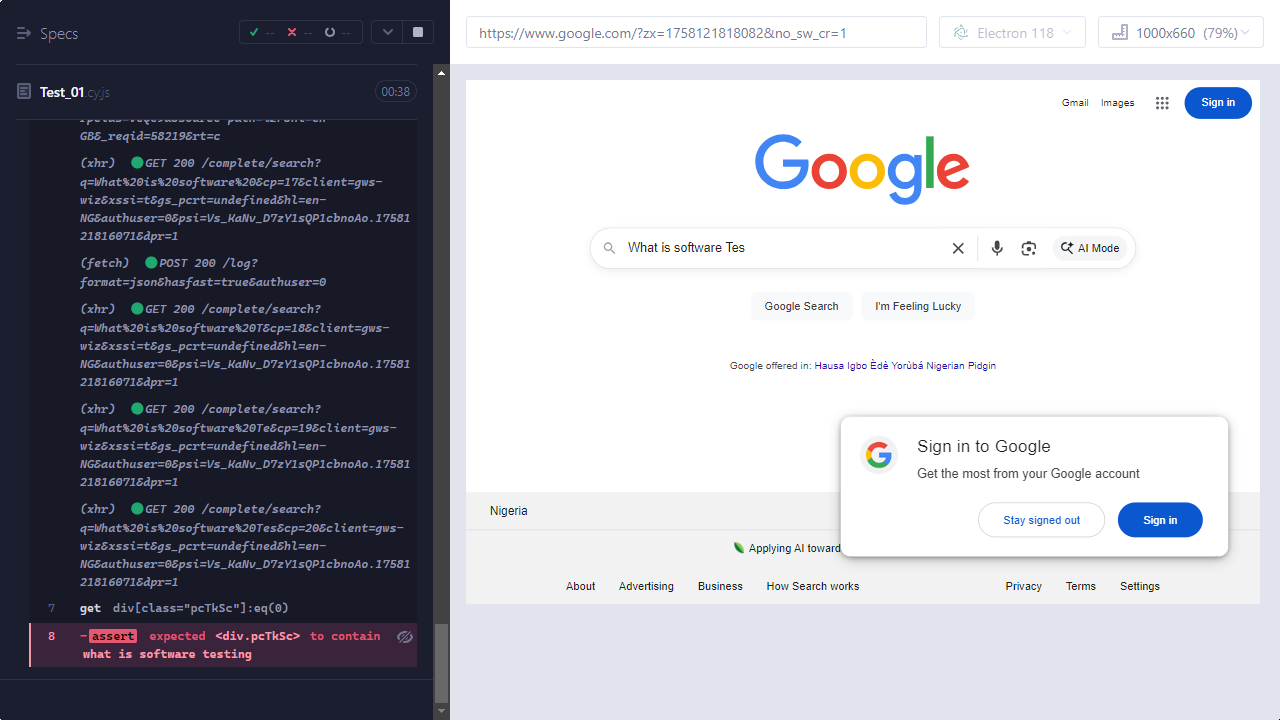 Specs
-- -- --
Test_01.cy.js
00:38
GB&_reqid=58219&rt=c
(xhr) GET 200 /complete/search?
q=What%20is%20software%20&cp=17&client=gws-
wiz&xssi=t&gs_pcrt=undefined&hl=en-
NG&authuser=0&psi=Vs_KaNv_D7zY1sQP1cbnoAo.17581
21816071&dpr=1
(fetch) POST 200 /log?
format=json&hasfast=true&authuser=0
(xhr) GET 200 /complete/search?
q=What%20is%20software%20T&cp=18&client=gws-
wiz&xssi=t&gs_pcrt=undefined&hl=en-
NG&authuser=0&psi=Vs_KaNv_D7zY1sQP1cbnoAo.17581
21816071&dpr=1
(xhr) GET 200 /complete/search?
q=What%20is%20software%20Te&cp=19&client=gws-
wiz&xssi=t&gs_pcrt=undefined&hl=en-
NG&authuser=0&psi=Vs_KaNv_D7zY1sQP1cbnoAo.17581
21816071&dpr=1
(xhr) GET 200 /complete/search?
q=What%20is%20software%20Tes&cp=20&client=gws-
wiz&xssi=t&gs_pcrt=undefined&hl=en-
NG&authuser=0&psi=Vs_KaNv_D7zY1sQP1cbnoAo.17581
21816071&dpr=1
7 get div[class="pcTkSc"]:eq(0)
8 -assert expected <div.pcTkSc> to contain
what is software testing
https://www.google.com/?zx=1758121818082&no_sw_cr=1
Electron 118
1000x660 (79%)
Gmail Images
Sign in
Google
What is software Tes
AI Mode
Google Search
I'm Feeling Lucky
Google offered in: Hausa Igbo Èdè Yorùbá Nigerian Pidgin
Sign in to Google
Get the most from your Google account
Stay signed out
Sign in
Nigeria
Applying AI toward
About Advertising Business How Search works
Privacy Terms Settings